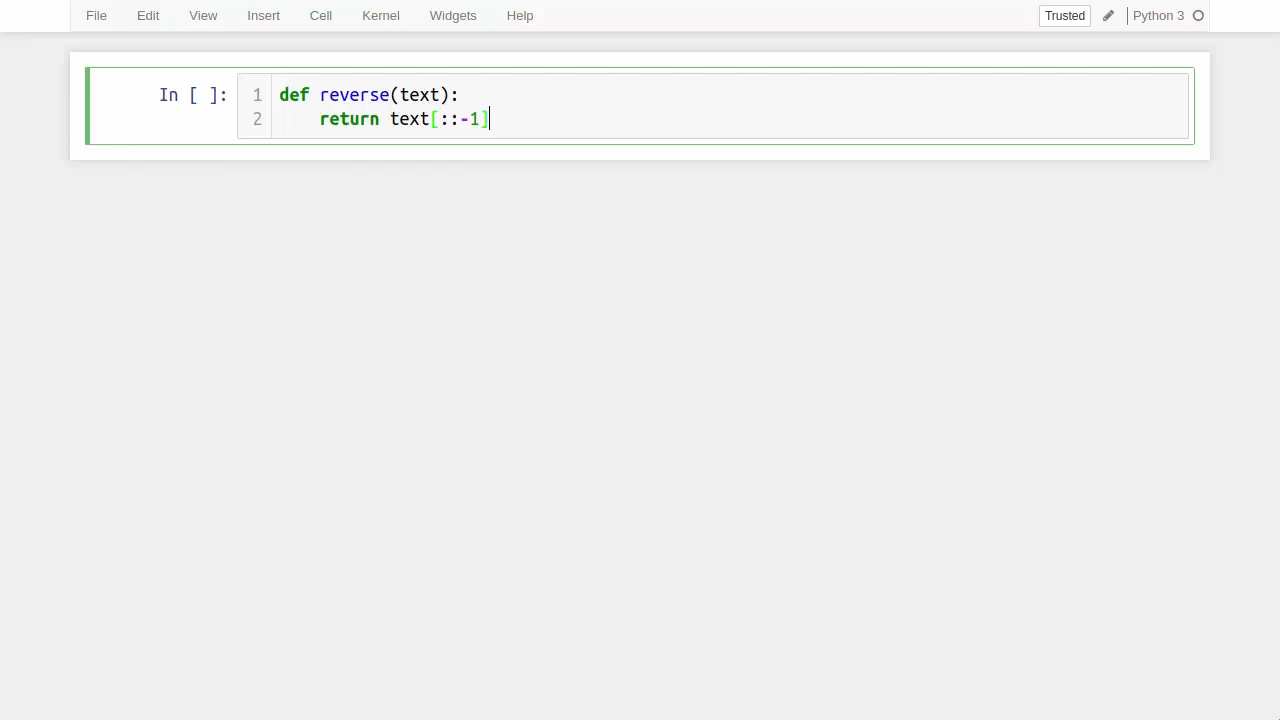 File Edit View Insert Cell Kernel Widgets Help Trusted Python 3
In [ ]: 1 def reverse(text):
2     return text[::-1]